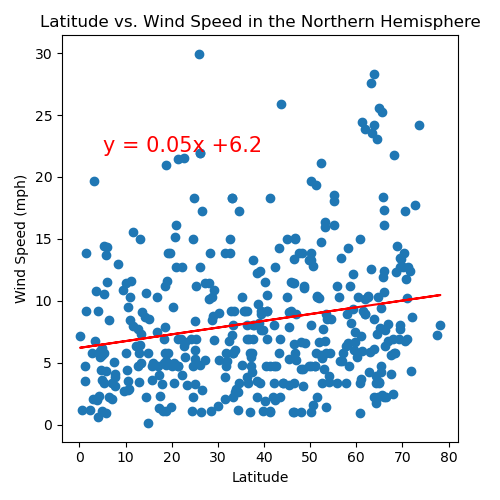 Latitude vs. Wind Speed in the Northern Hemisphere
30
25
y = 0.05x +6.2
20
15
10
5
0
Wind Speed (mph)
0 10 20 30 40 50 60 70 80
Latitude